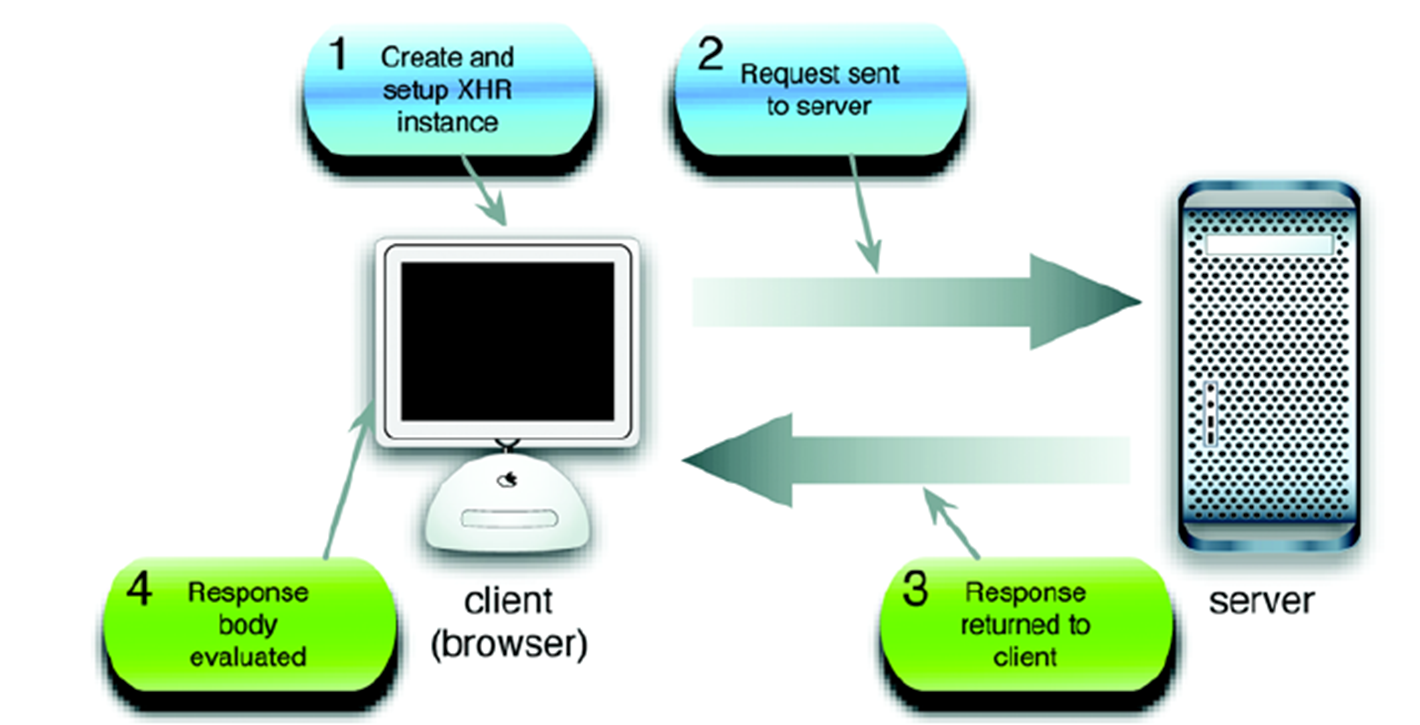 1
Create and
setup XHR
instance
2
Request sent
to server
4
Response
body
evaluated
client
(browser)
3
Response
returned to
client
server